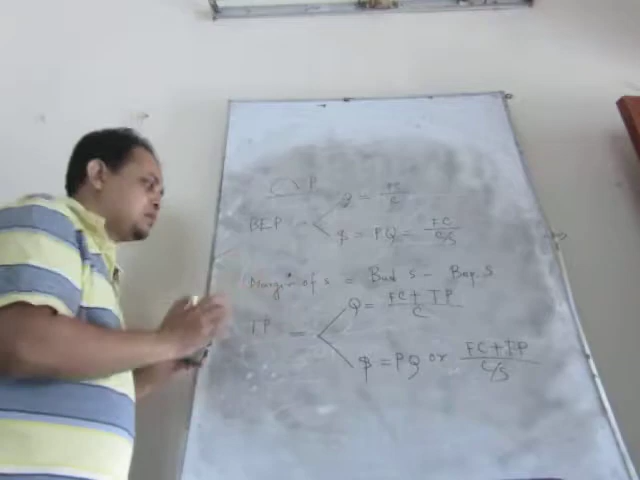 BEP
Q = FC/C
$ = PQ = FC/C/S
Margin of s = Bud S - Bep. S
TP =
Q = FC + TP/C
$ = PQ or FC + TP/C/S